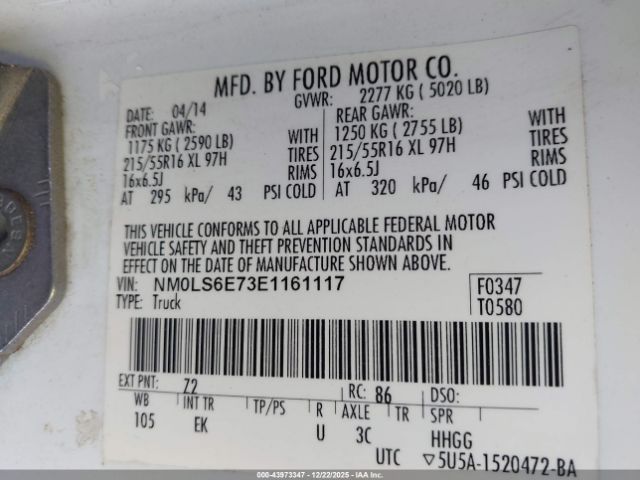 MFD. BY FORD MOTOR CO.
DATE: 04/14 GVWR: 2277 KG ( 5020 LB)
FRONT GAWR: REAR GAWR:
1175 KG ( 2590 LB) WITH 1250 KG ( 2755 LB) WITH
215/55R16 XL 97H TIRES 215/55R16 XL 97H TIRES
16x6.5J RIMS 16x6.5J RIMS
AT 295 kPa/ 43 PSI COLD AT 320 kPa/ 46 PSI COLD
THIS VEHICLE CONFORMS TO ALL APPLICABLE FEDERAL MOTOR
VEHICLE SAFETY AND THEFT PREVENTION STANDARDS IN
EFFECT ON THE DATE OF MANUFACTURE SHOWN ABOVE.
VIN: NM0LS6E73E1161117 F0347
TYPE: Truck T0580
EXT PNT: Z2 RC: 86 DSO:
WB INT TR TP/PS R AXLE TR SPR
105 EK U 3C HHGG
UTC ▽5U5A-1520472-BA
000-43973347 - 12/22/2025 - IAAI.COM